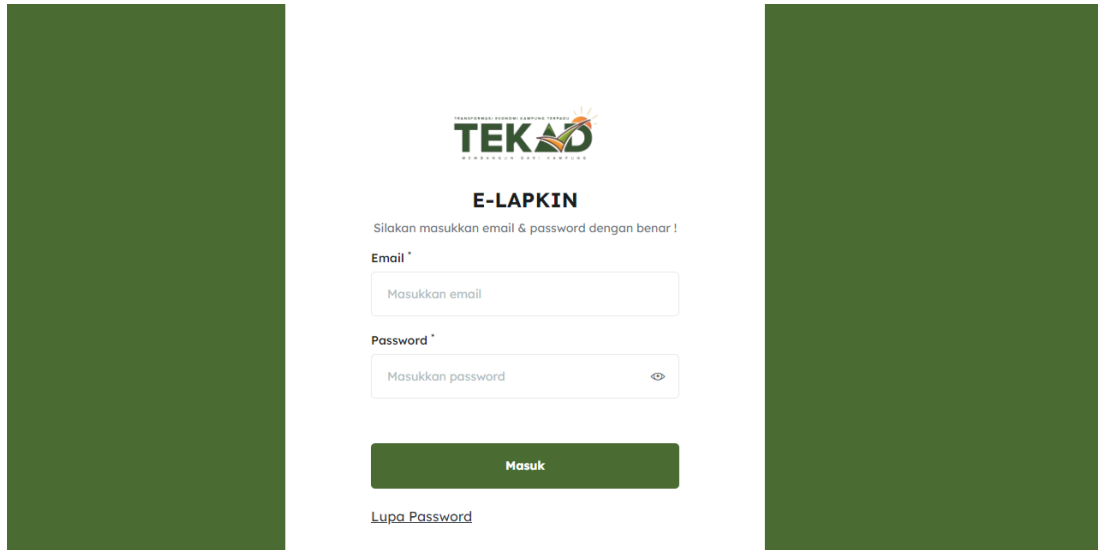 TRANSFORMASI EKONOMI KAMPUNG TERPADU
TEKAD
MEMBANGUN DARI KAMPUNG
E-LAPKIN
Silakan masukkan email & password dengan benar !
Email *
Masukkan email
Password *
Masukkan password
Masuk
Lupa Password